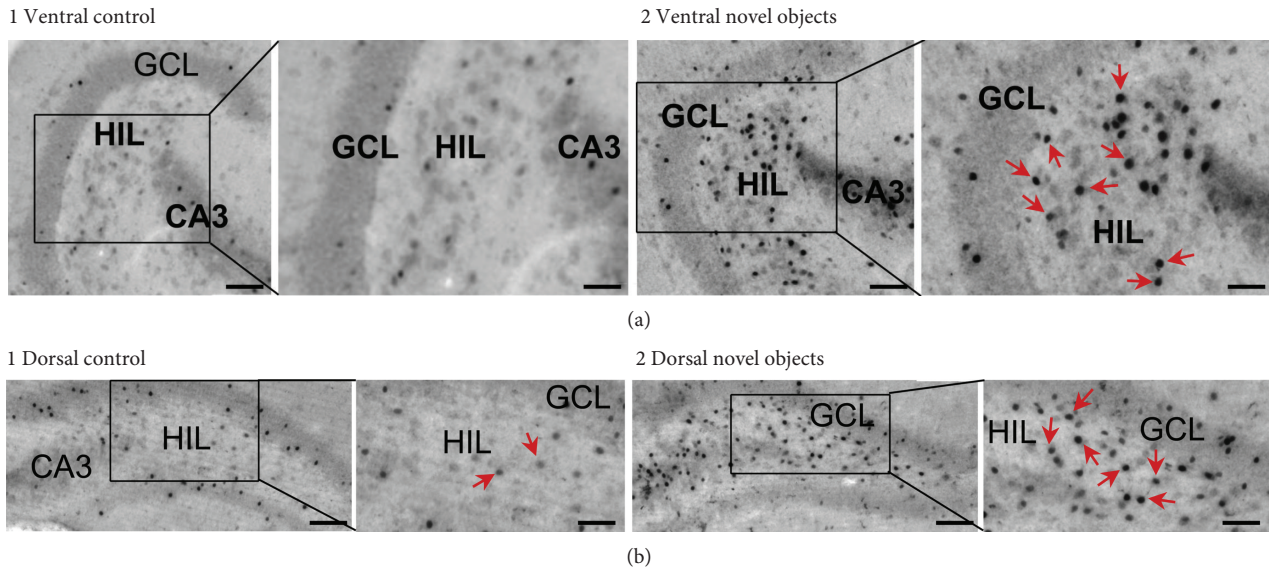 1 Ventral control
2 Ventral novel objects
GCL
HIL
CA3
GCL HIL CA3
GCL
HIL
CA3
GCL
HIL
(a)
1 Dorsal control
2 Dorsal novel objects
HIL
CA3
GCL
HIL
GCL
HIL
GCL
(b)